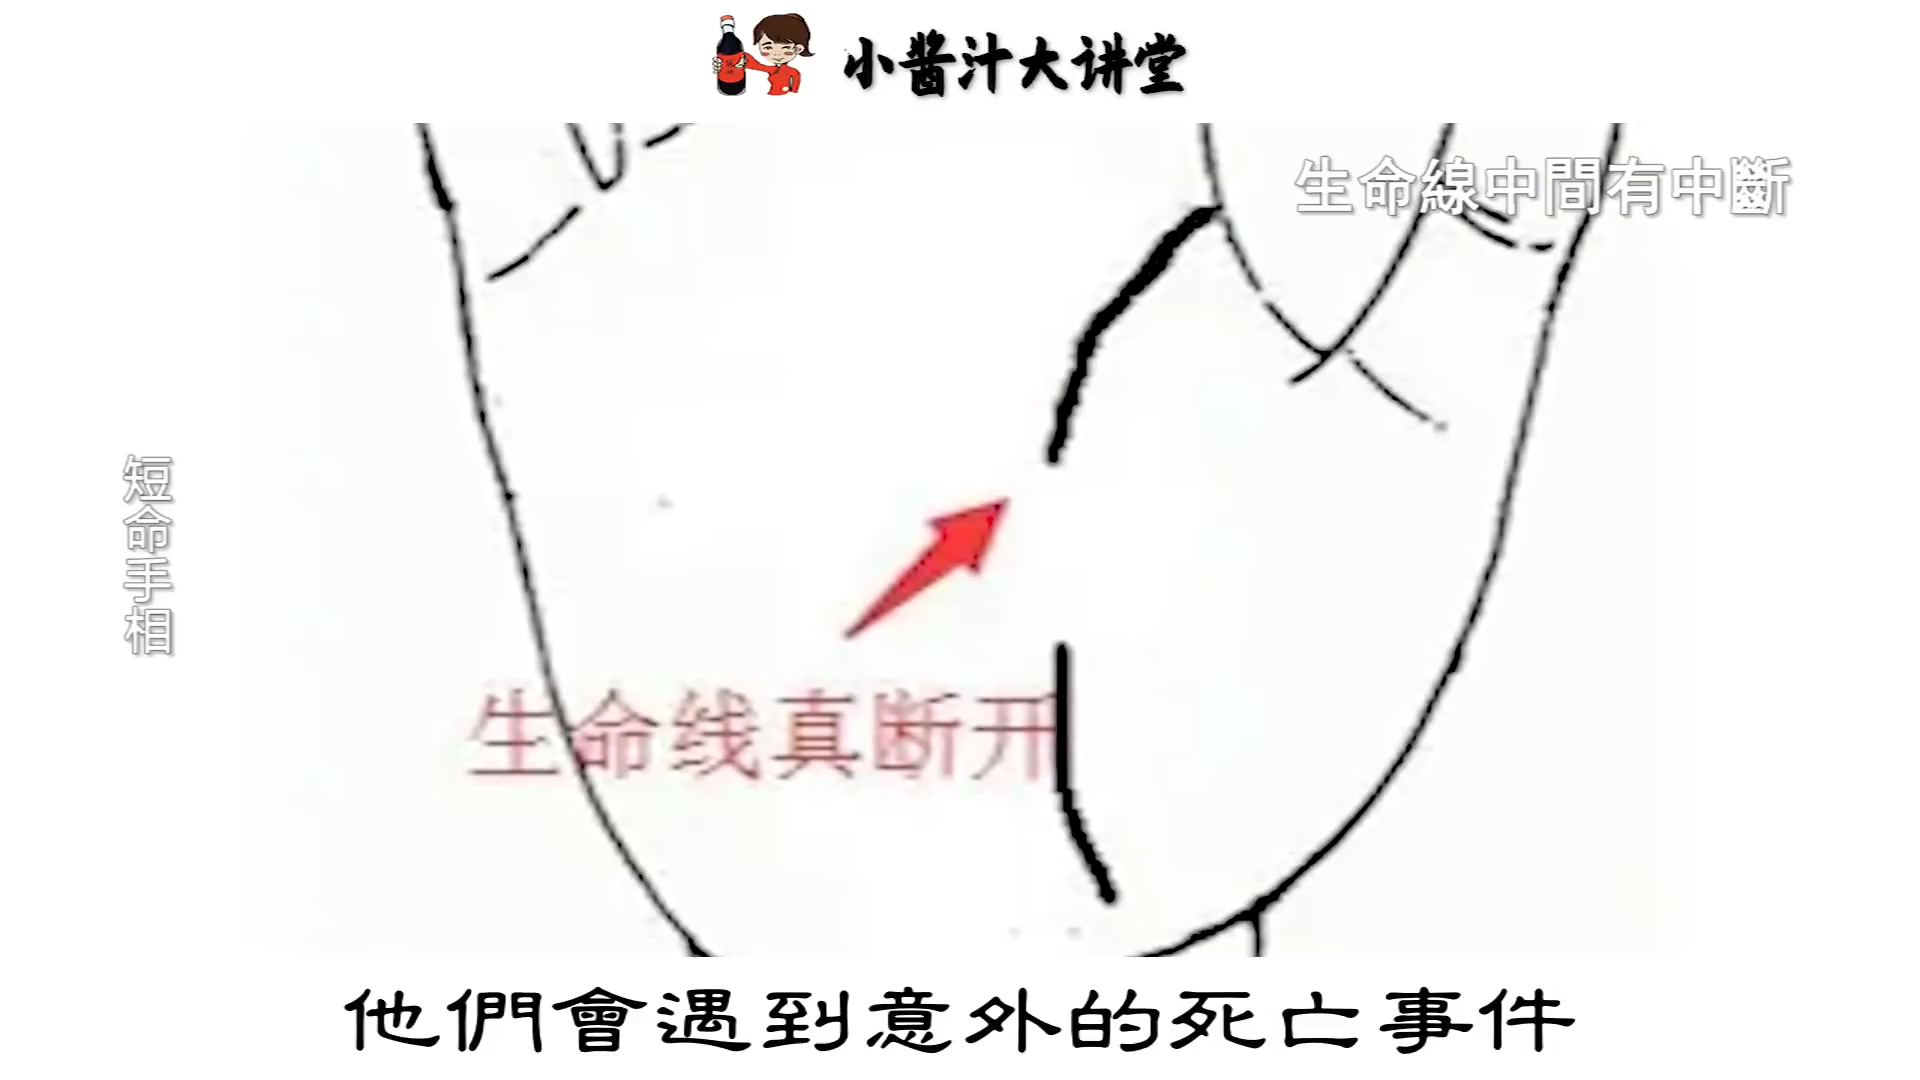 小酱汁大讲堂
生命線中間有中斷
短命手相
生命线真断开
他們會遇到意外的死亡事件